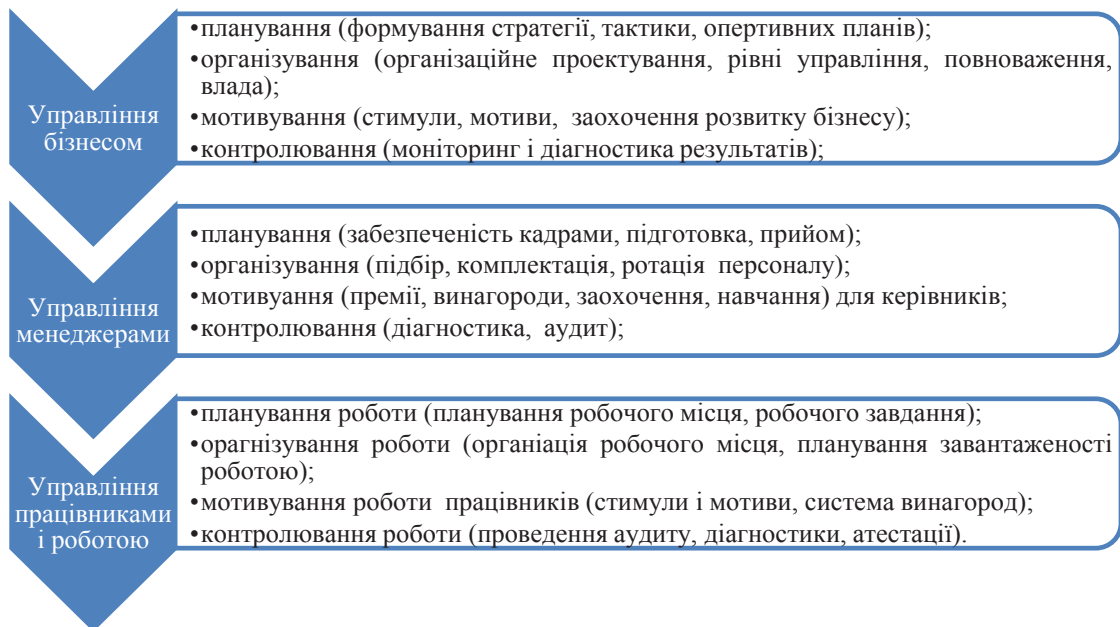 Управління
бізнесом
•планування (формування стратегії, тактики, опертивних планів);
•організування (організаційне проектування, рівні управління, повноваження,
влада);
•мотивування (стимули, мотиви, заохочення розвитку бізнесу);
•контролювання (моніторинг і діагностика результатів);
Управління
менеджерами
•планування (забезпеченість кадрами, підготовка, прийом);
•організування (підбір, комплектація, ротація персоналу);
•мотивуання (премії, винагороди, заохочення, навчання) для керівників;
•контролювання (діагностика, аудит);
Управління
працівниками
і роботою
•планування роботи (планування робочого місця, робочого завдання);
•орагнізування роботи (органіація робочого місця, планування завантаженості
роботою);
•мотивування роботи працівників (стимули і мотиви, система винагород);
•контролювання роботи (проведення аудиту, діагностики, атестації).